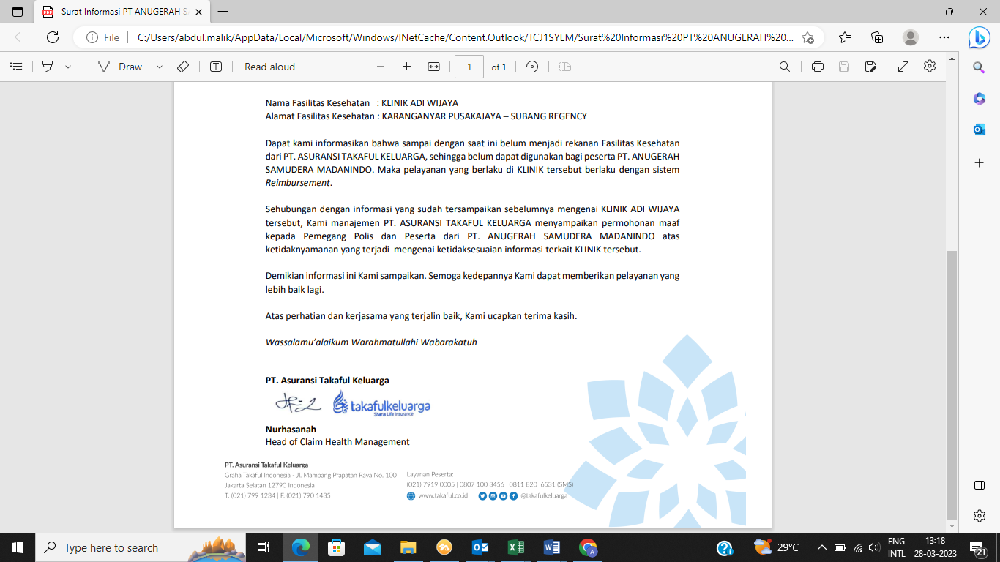 Surat Informasi PT ANUGERAH S
File
C:/Users/abdul.malik/AppData/Local/Microsoft/Windows/INetCache/Content.Outlook/TCJ1SYEM/Surat%20Informasi%20PT%20ANUGERAH%20...
Draw
Read aloud
1
of 1
Nama Fasilitas Kesehatan : KLINIK ADI WIJAYA
Alamat Fasilitas Kesehatan : KARANGANYAR PUSAKAJAYA – SUBANG REGENCY
Dapat kami informasikan bahwa sampai dengan saat ini belum menjadi rekanan Fasilitas Kesehatan
dari PT. ASURANSI TAKAFUL KELUARGA, sehingga belum dapat digunakan bagi peserta PT. ANUGERAH
SAMUDERA MADANINDO. Maka pelayanan yang berlaku di KLINIK tersebut berlaku dengan sistem
Reimbursement.
Sehubungan dengan informasi yang sudah tersampaikan sebelumnya mengenai KLINIK ADI WIJAYA
tersebut, Kami manajemen PT. ASURANSI TAKAFUL KELUARGA menyampaikan permohonan maaf
kepada Pemegang Polis dan Peserta dari PT. ANUGERAH SAMUDERA MADANINDO atas
ketidaknyamanan yang terjadi mengenai ketidaksesuaian informasi terkait KLINIK tersebut.
Demikian informasi ini Kami sampaikan. Semoga kedepannya Kami dapat memberikan pelayanan yang
lebih baik lagi.
Atas perhatian dan kerjasama yang terjalin baik, Kami ucapkan terima kasih.
Wassalamu’alaikum Warahmatullahi Wabarakatuh
PT. Asuransi Takaful Keluarga
takafulkeluarga
Sharia Life Insurance
Nurhasanah
Head of Claim Health Management
PT. Asuransi Takaful Keluarga
Graha Takaful Indonesia - Jl. Mampang Prapatan Raya No. 100
Jakarta Selatan 12790 Indonesia
T. (021) 799 1234 | F. (021) 790 1435
Layanan Peserta:
(021) 7919 0005 | 0807 100 3456 | 0811 820 6531 (SMS)
www.takaful.co.id @takafulkeluarga
Type here to search
29°C
ENG
INTL
13:18
28-03-2023
21